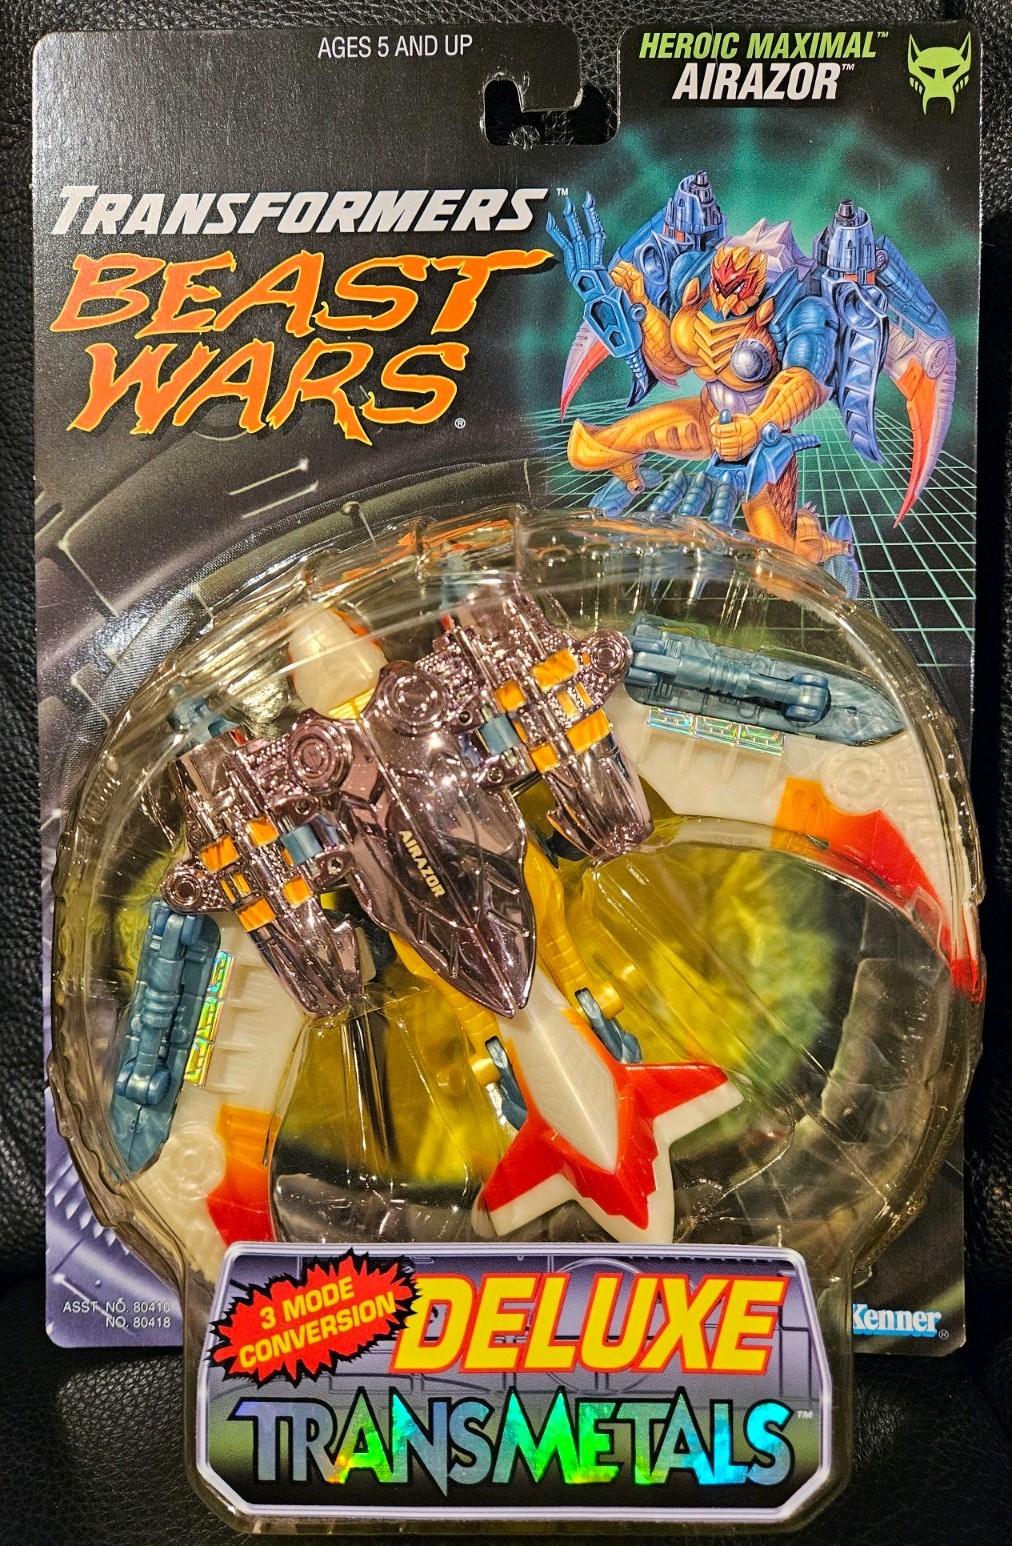 AGES 5 AND UP
HEROIC MAXIMAL™
AIRAZOR™
TRANSFORMERS™
BEAST
WARS®
AIRAZOR
ASST. NO. 80410
NO. 80418
Kenner®
3 MODE
CONVERSION
DELUXE
TRANSMETALS™